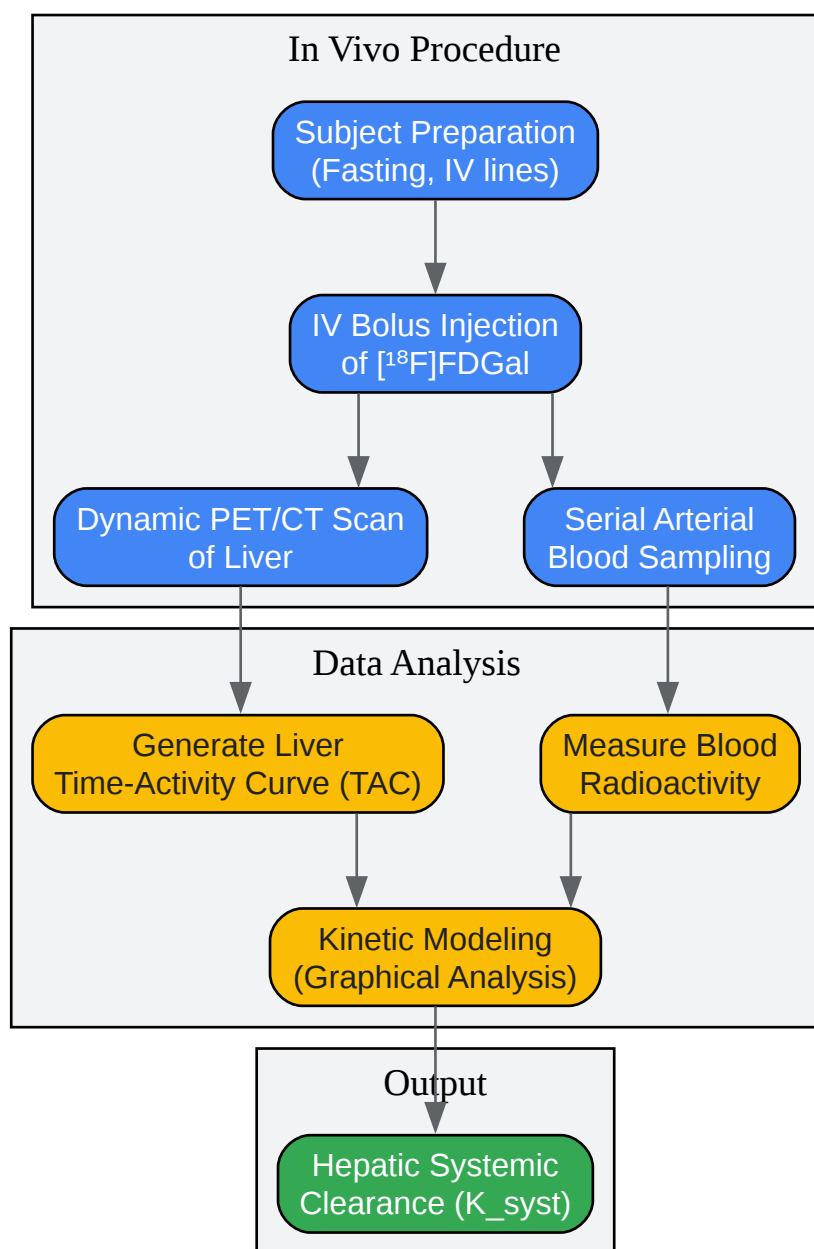 In Vivo Procedure
Subject Preparation
(Fasting, IV lines)
IV Bolus Injection
of [¹⁸F]FDGal
Dynamic PET/CT Scan
of Liver
Serial Arterial
Blood Sampling
Data Analysis
Generate Liver
Time-Activity Curve (TAC)
Measure Blood
Radioactivity
Kinetic Modeling
(Graphical Analysis)
Output
Hepatic Systemic
Clearance (K_syst)